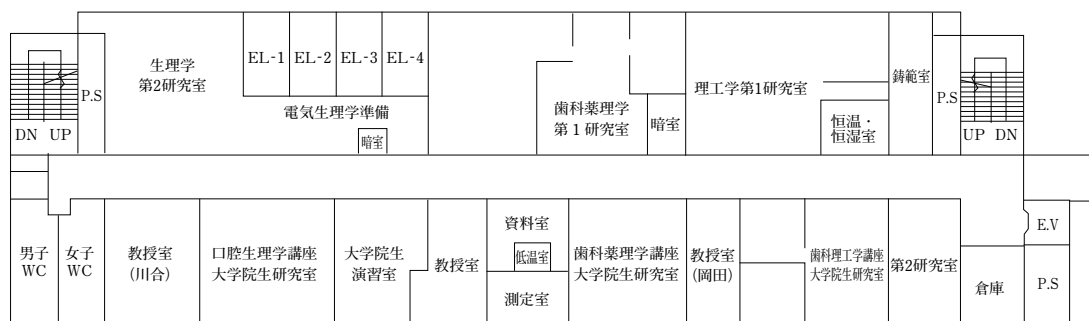 生理学
第2研究室
EL-1
EL-2
EL-3
EL-4
電気生理学準備
暗室
歯科薬理学
第１研究室
暗室
理工学第1研究室
恒温・
恒湿室
鋳範室
P.S
P.S
DN UP
UP DN
男子
WC
女子
WC
教授室
(川合)
口腔生理学講座
大学院生研究室
大学院生
演習室
教授室
資料室
低温室
測定室
歯科薬理学講座
大学院生研究室
教授室
(岡田)
歯科理工学講座
大学院生研究室
第2研究室
倉庫
E.V
P.S